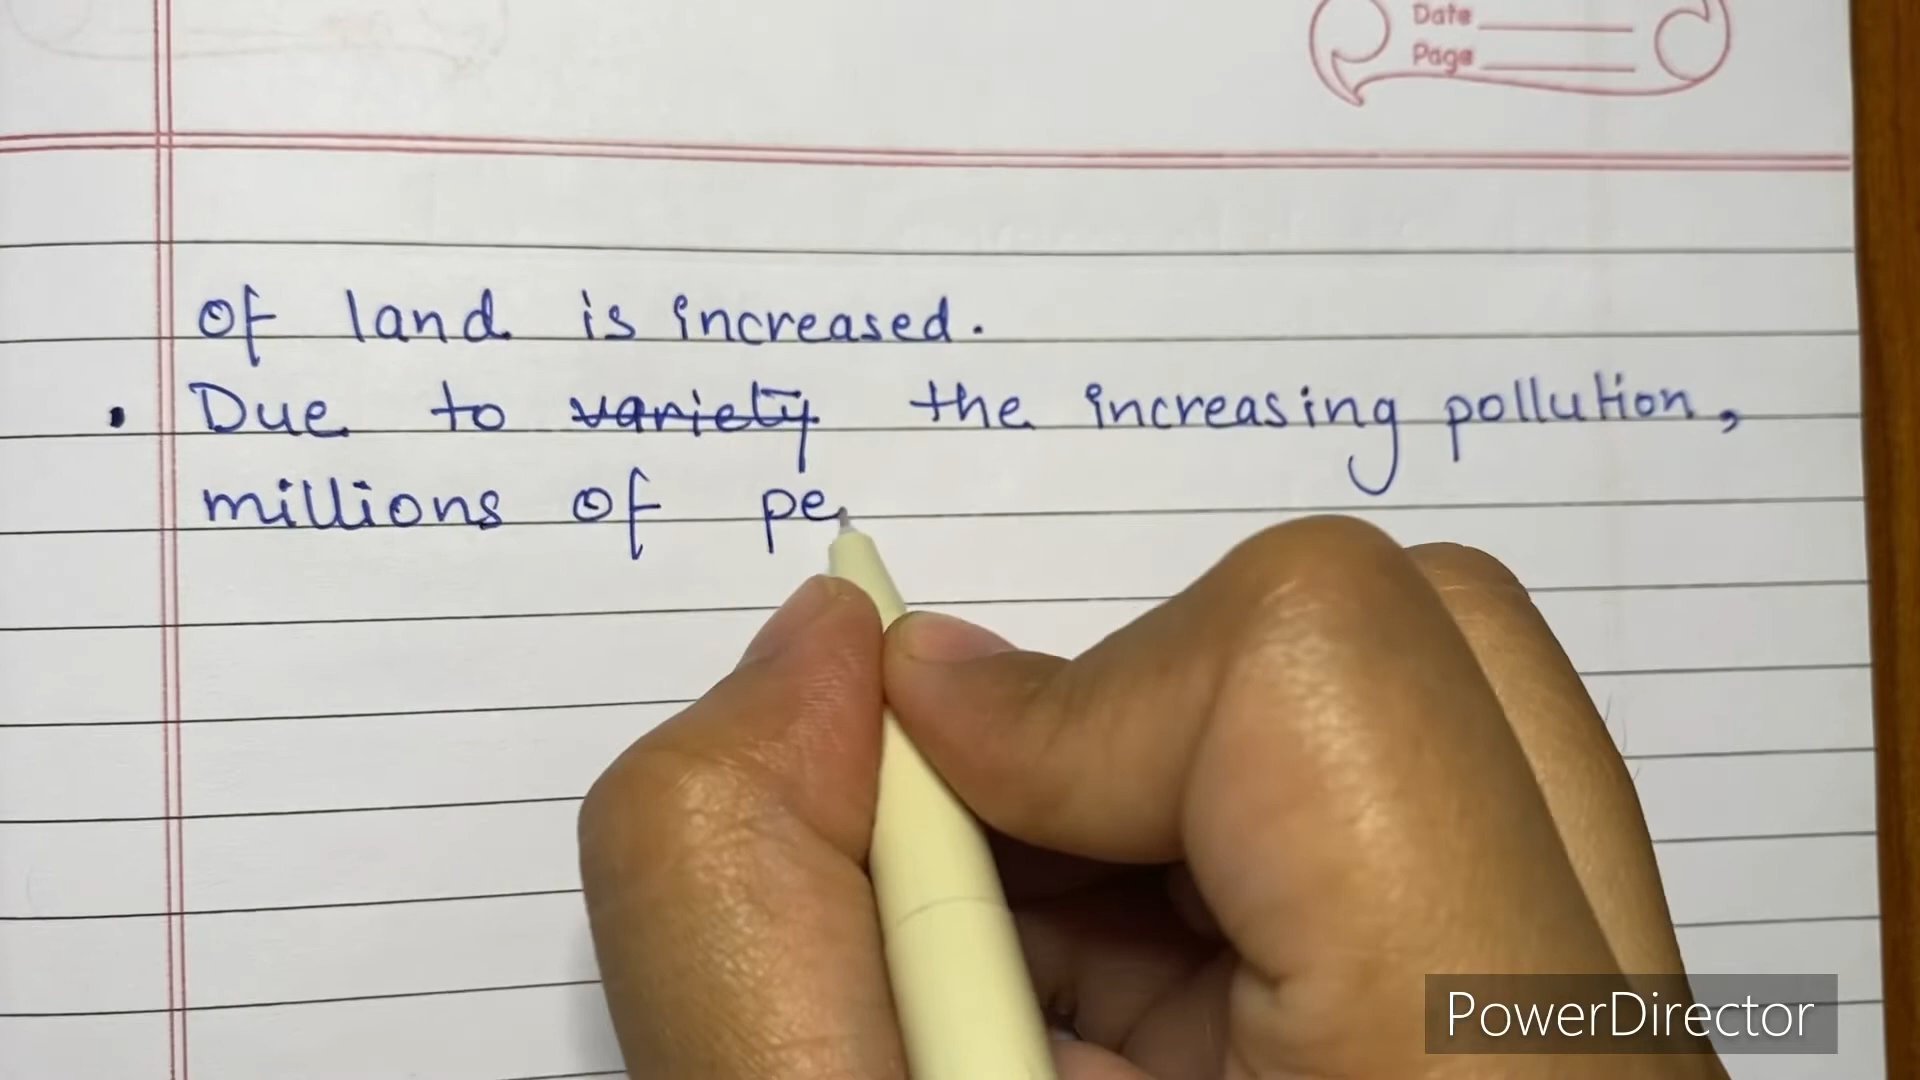 Date
Page
of land is increased.
. Due to variety the increasing pollution,
millions of pe
PowerDirector